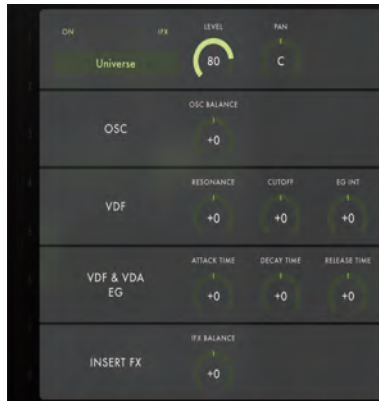 ON IFX LEVEL PAN
Universe 80 C
OSC BALANCE
OSC +0
RESONANCE CUTOFF EG INT
VDF +0 +0 +0
ATTACK TIME DECAY TIME RELEASE TIME
VDF & VDA
EG
+0 +0 +0
IFX BALANCE
INSERT FX +0